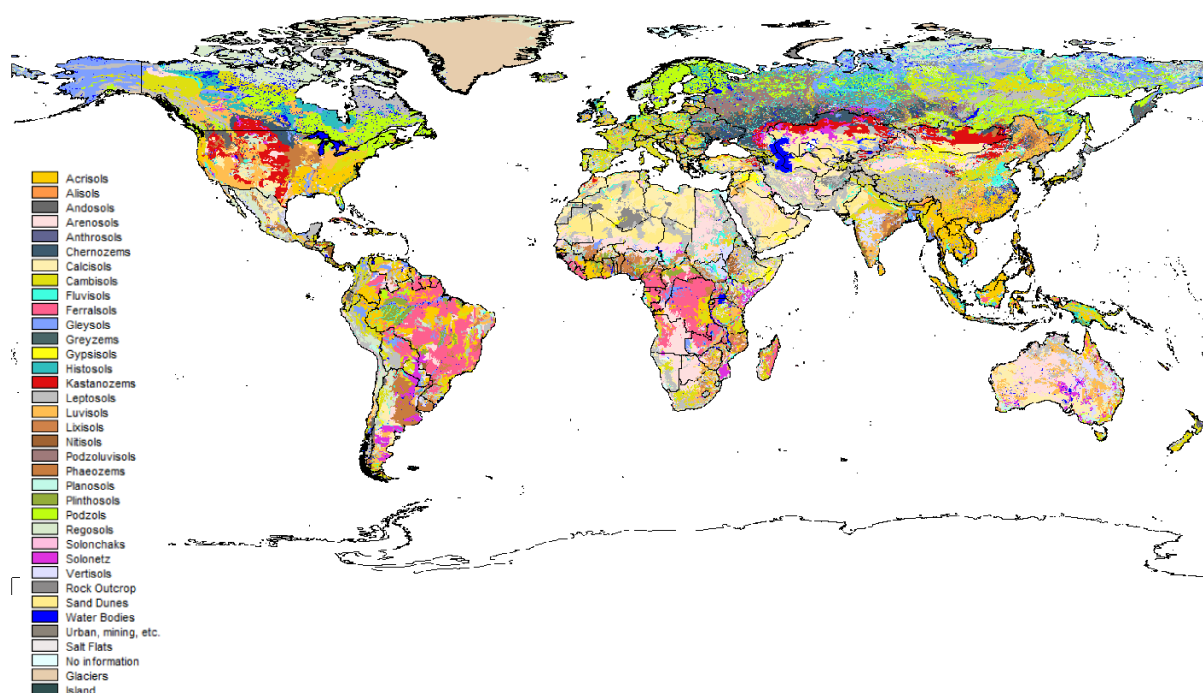 Acrisols
Alisols
Andosols
Arenosols
Anthrosols
Chernozems
Calcisols
Cambisols
Fluvisols
Ferralsols
Gleysols
Greyzems
Gypsisols
Histosols
Kastanozems
Leptosols
Luvisols
Lixisols
Nitisols
Podzoluvisols
Phaeozems
Planosols
Plinthosols
Podzols
Regosols
Solonchaks
Solonetz
Vertisols
Rock Outcrop
Sand Dunes
Water Bodies
Urban, mining, etc.
Salt Flats
No information
Glaciers
Island